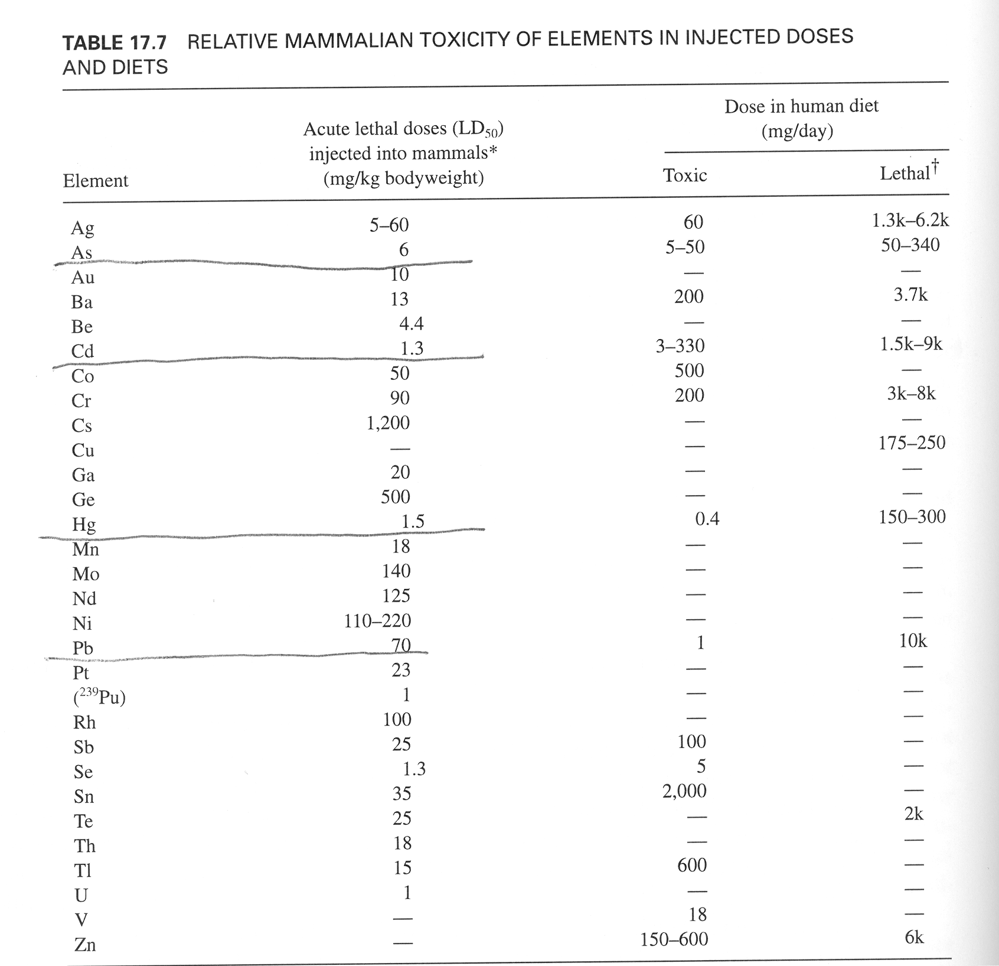 TABLE 17.7 RELATIVE MAMMALIAN TOXICITY OF ELEMENTS IN INJECTED DOSES
AND DIETS
Dose in human diet
(mg/day)
Acute lethal doses (LD50)
injected into mammals*
(mg/kg bodyweight)
Element Toxic Lethal†
Ag 5–60 60 1.3k–6.2k
As 6 5–50 50–340
Au 10 — —
Ba 13 200 3.7k
Be 4.4 — —
Cd 1.3 3–330 1.5k–9k
Co 50 500 —
Cr 90 200 3k–8k
Cs 1,200 — —
Cu — — 175–250
Ga 20 — —
Ge 500 — —
Hg 1.5 0.4 150–300
Mn 18 — —
Mo 140 — —
Nd 125 — —
Ni 110–220 — —
Pb 70 1 10k
Pt 23 — —
(239Pu) 1 — —
Rh 100 — —
Sb 25 100 —
Se 1.3 5 —
Sn 35 2,000 —
Te 25 — 2k
Th 18 — —
Tl 15 600 —
U 1 — —
V — 18 —
Zn — 150–600 6k